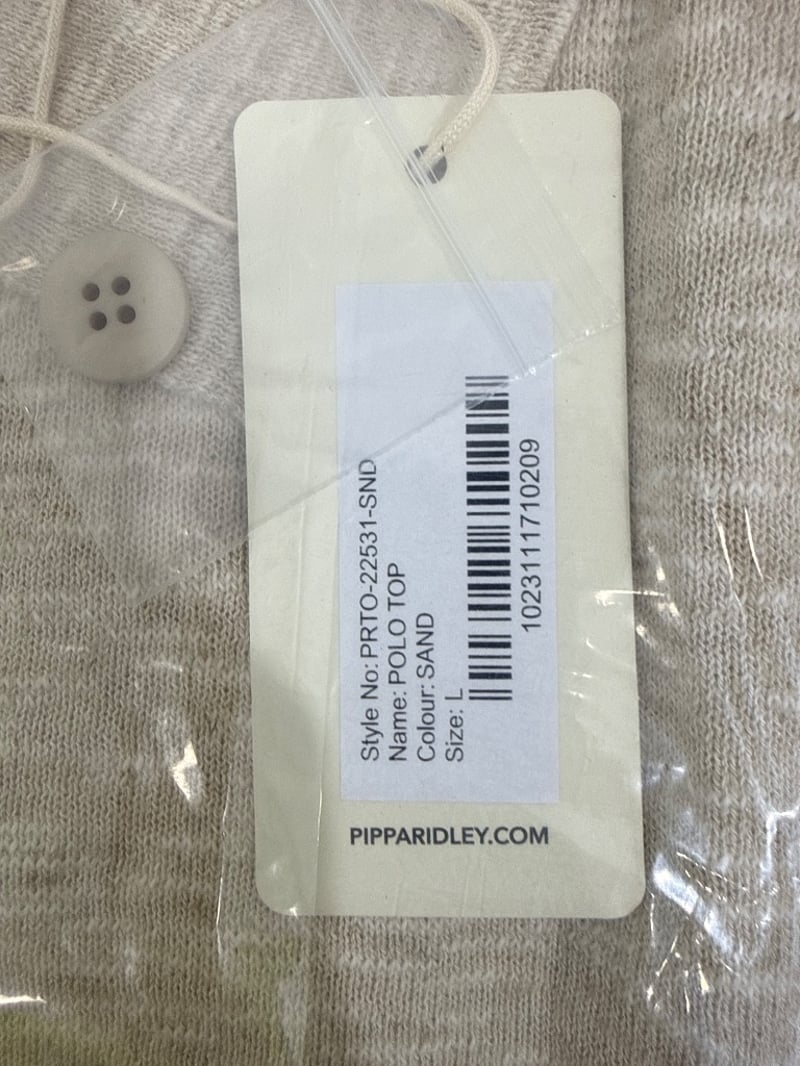 Style No: PRTO-22531-SND
Name: POLO TOP
Colour: SAND
Size: L
1023111710209
PIPPARIDLEY.COM